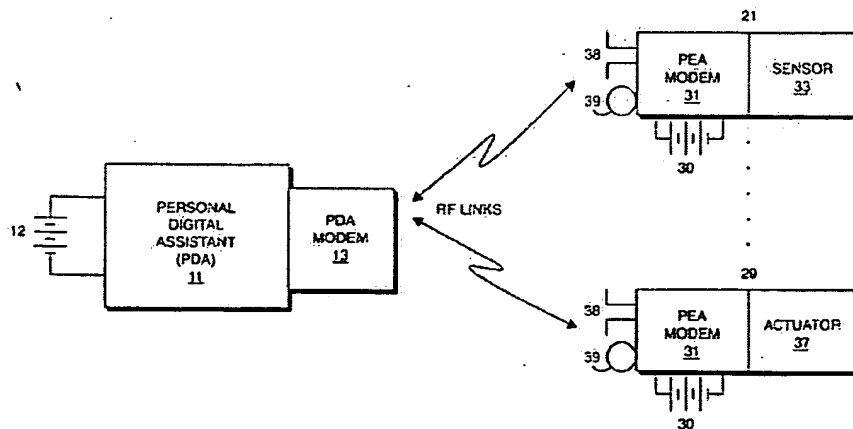 12
PERSONAL
DIGITAL
ASSISTANT
(PDA)
11
PDA
MODEM
13
RF LINKS
21
38
39
PEA
MODEM
31
SENSOR
33
30
29
38
39
PEA
MODEM
31
ACTUATOR
37
30